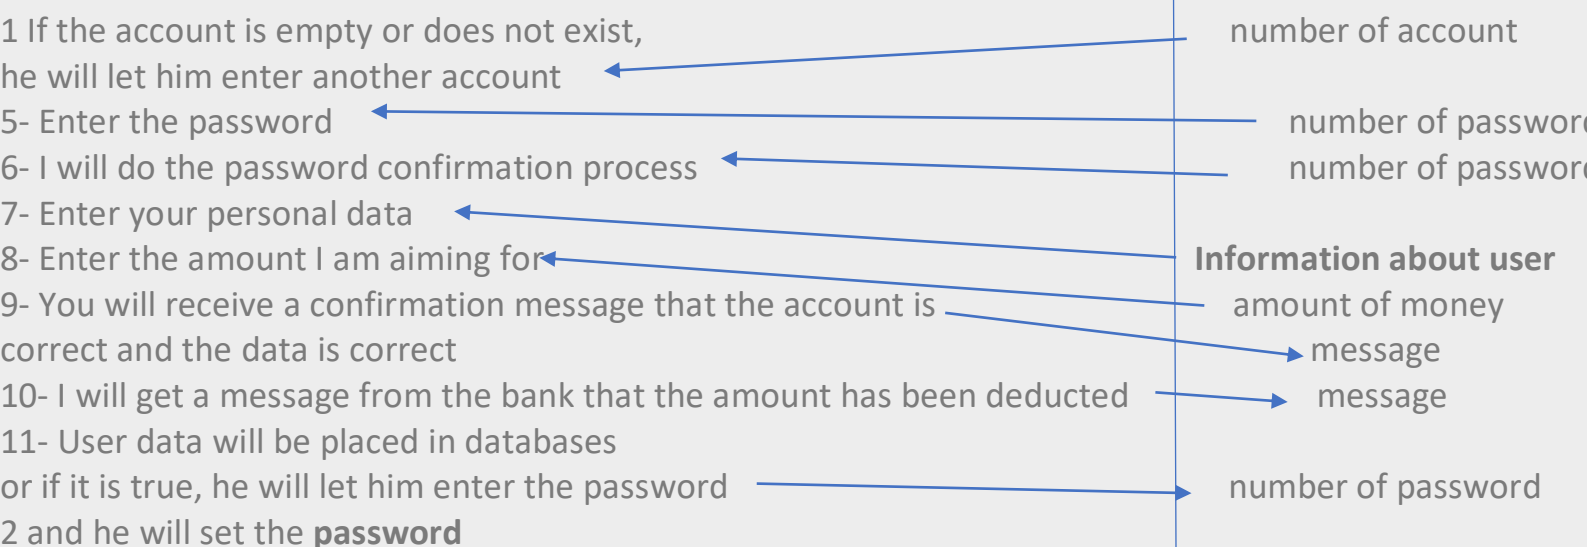 1 If the account is empty or does not exist,
number of account
he will let him enter another account
5- Enter the password
number of password
6- I will do the password confirmation process
number of password
7- Enter your personal data
8- Enter the amount I am aiming for
Information about user
9- You will receive a confirmation message that the account is
amount of money
correct and the data is correct
message
10- I will get a message from the bank that the amount has been deducted
message
11- User data will be placed in databases
or if it is true, he will let him enter the password
number of password
2 and he will set the password